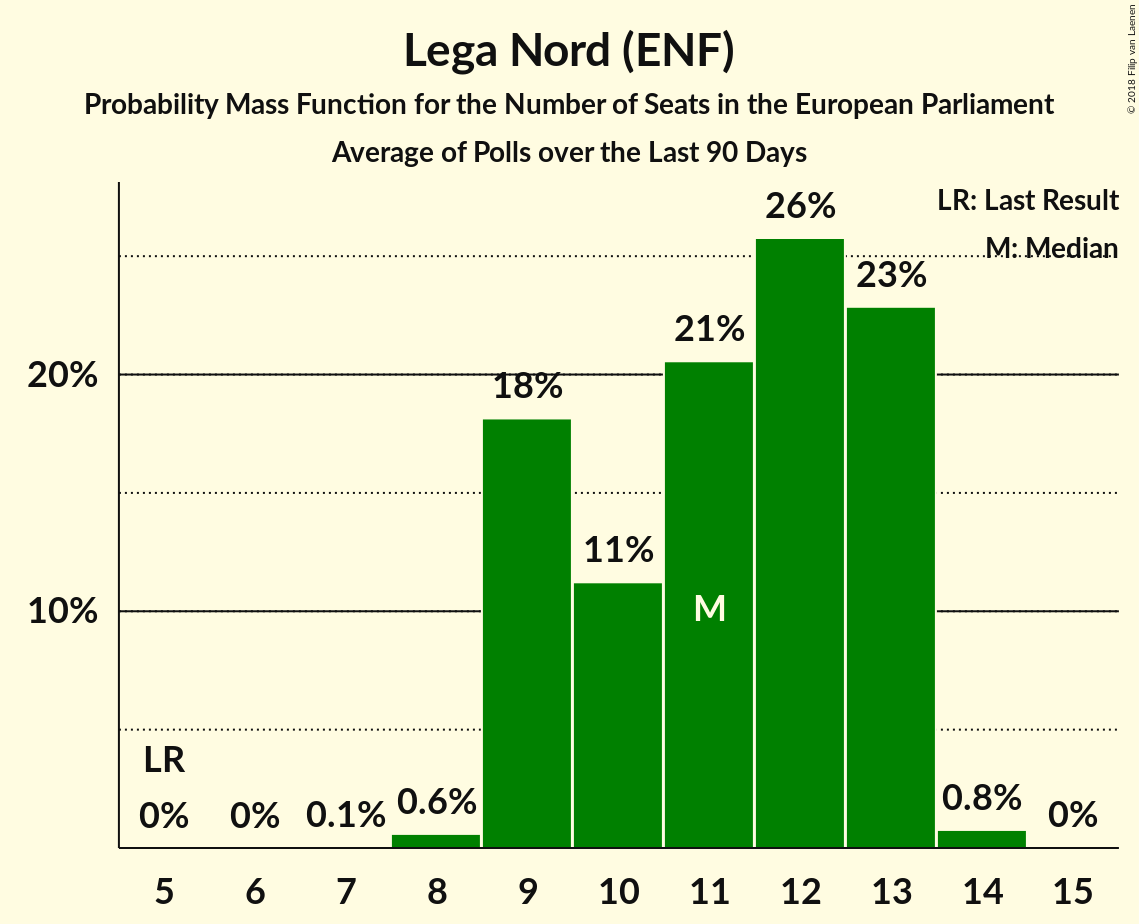 Lega Nord (ENF)
Probability Mass Function for the Number of Seats in the European Parliament
Average of Polls over the Last 90 Days
© 2018 Filip van Laenen
LR: Last Result
M: Median
26%
23%
21%
20%
18%
11%
M
10%
LR
0%
0%
0.1%
0.6%
0.8%
0%
5 6 7 8 9 10 11 12 13 14 15